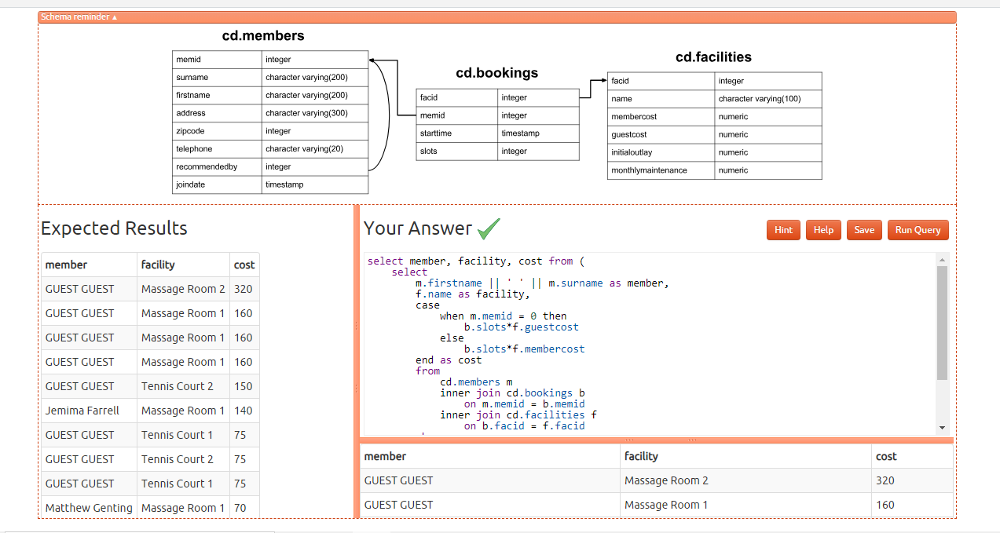 Schema reminder ▲
cd.members
memid integer
surname character varying(200)
firstname character varying(200)
address character varying(300)
zipcode integer
telephone character varying(20)
recommendedby integer
joindate timestamp
cd.bookings
facid integer
memid integer
starttime timestamp
slots integer
cd.facilities
facid integer
name character varying(100)
membercost numeric
guestcost numeric
initialoutlay numeric
monthlymaintenance numeric
Expected Results
member facility cost
GUEST GUEST Massage Room 2 320
GUEST GUEST Massage Room 1 160
GUEST GUEST Massage Room 1 160
GUEST GUEST Massage Room 1 160
GUEST GUEST Tennis Court 2 150
Jemima Farrell Massage Room 1 140
GUEST GUEST Tennis Court 1 75
GUEST GUEST Tennis Court 2 75
GUEST GUEST Tennis Court 1 75
Matthew Genting Massage Room 1 70
Your Answer
Hint Help Save Run Query
select member, facility, cost from (
select
m.firstname || ' ' || m.surname as member,
f.name as facility,
case
when m.memid = 0 then
b.slots*f.guestcost
else
b.slots*f.membercost
end as cost
from
cd.members m
inner join cd.bookings b
on m.memid = b.memid
inner join cd.facilities f
on b.facid = f.facid
member facility cost
GUEST GUEST Massage Room 2 320
GUEST GUEST Massage Room 1 160